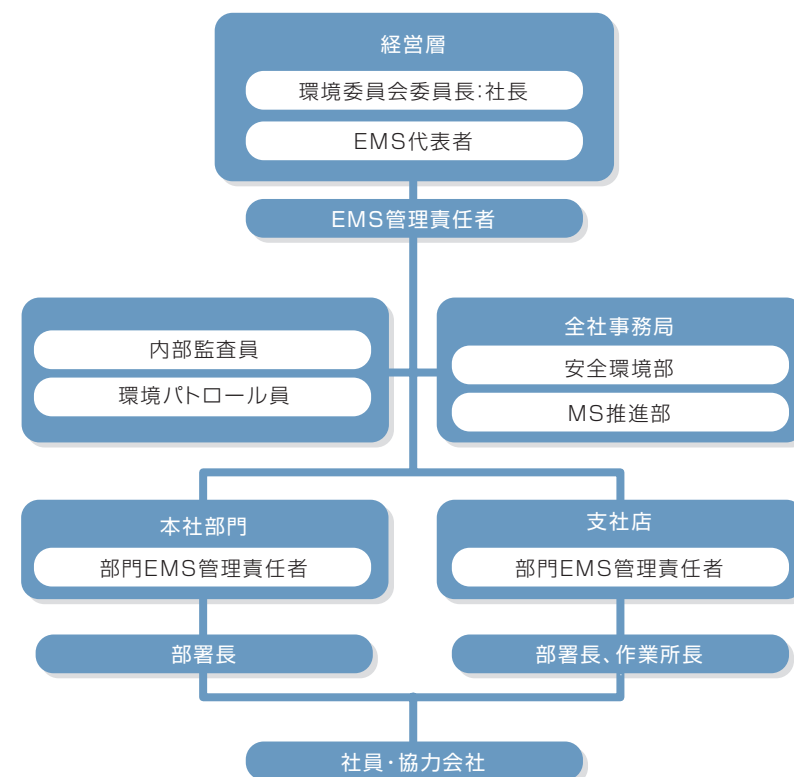 経営層
環境委員会委員長:社長
EMS代表者
EMS管理責任者
内部監査員
環境パトロール員
全社事務局
安全環境部
MS推進部
本社部門
部門EMS管理責任者
支社店
部門EMS管理責任者
部署長
部署長、作業所長
社員・協力会社